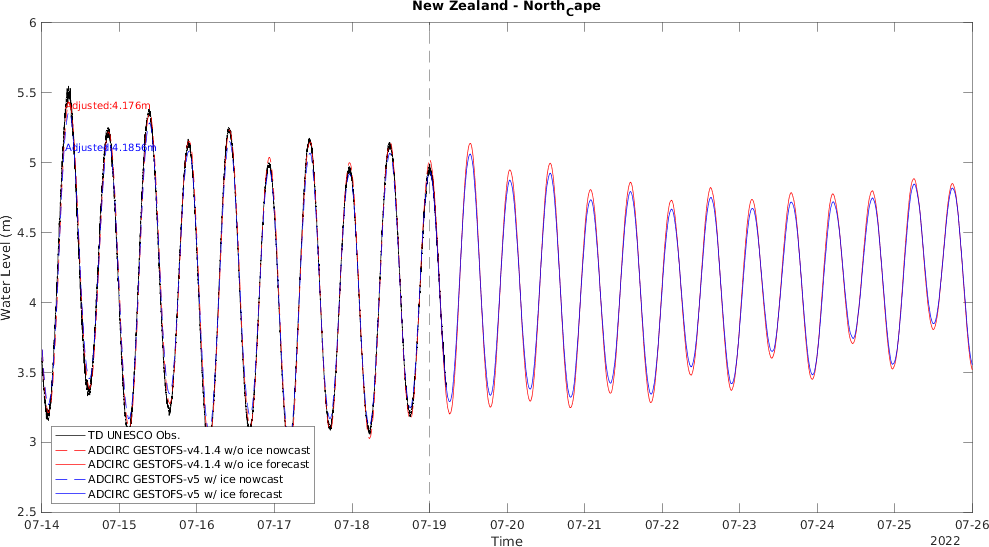 New Zealand - NorthCape
6
5.5
5
4.5
4
3.5
3
2.5
Water Level (m)
Adjusted:4.176m
Adjusted:4.1856m
TD UNESCO Obs.
ADCIRC GESTOFS-v4.1.4 w/o ice nowcast
ADCIRC GESTOFS-v4.1.4 w/o ice forecast
ADCIRC GESTOFS-v5 w/ ice nowcast
ADCIRC GESTOFS-v5 w/ ice forecast
07-14 07-15 07-16 07-17 07-18 07-19 07-20 07-21 07-22 07-23 07-24 07-25 07-26
Time
2022